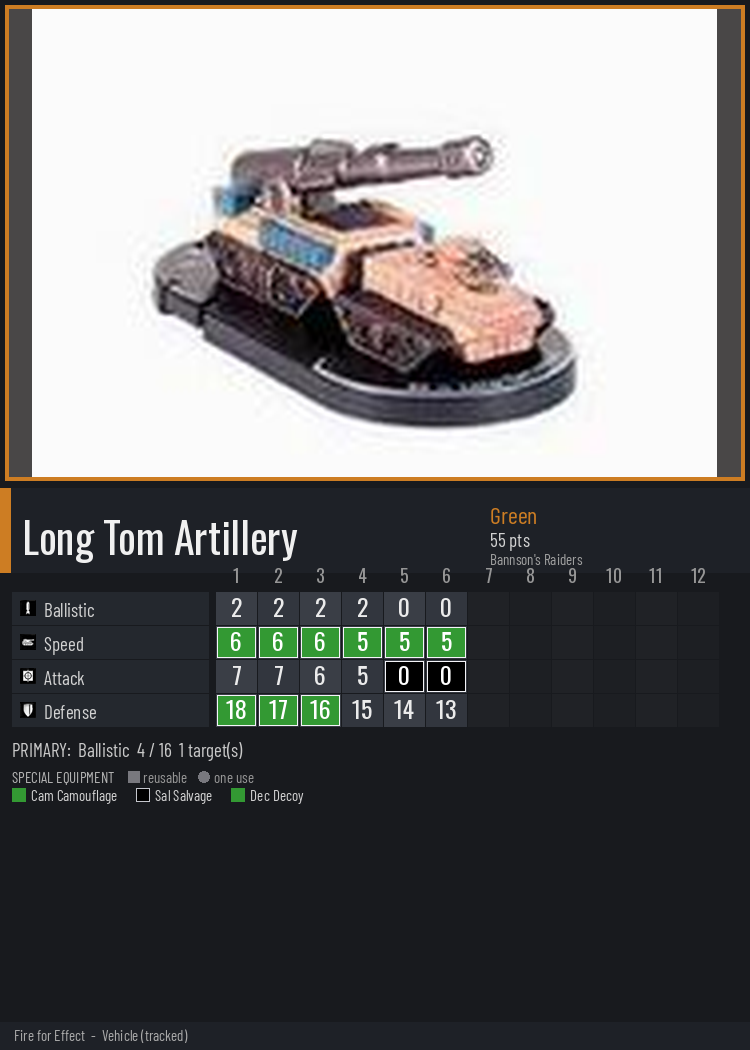 Long Tom Artillery
Green
55 pts
Bannson's Raiders
1 2 3 4 5 6 7 8 9 10 11 12
Ballistic 2 2 2 2 0 0
Speed 6 6 6 5 5 5
Attack 7 7 6 5 0 0
Defense 18 17 16 15 14 13
PRIMARY: Ballistic 4 / 16 1 target(s)
SPECIAL EQUIPMENT reusable one use
Cam Camouflage Sal Salvage Dec Decoy
Fire for Effect - Vehicle (tracked)